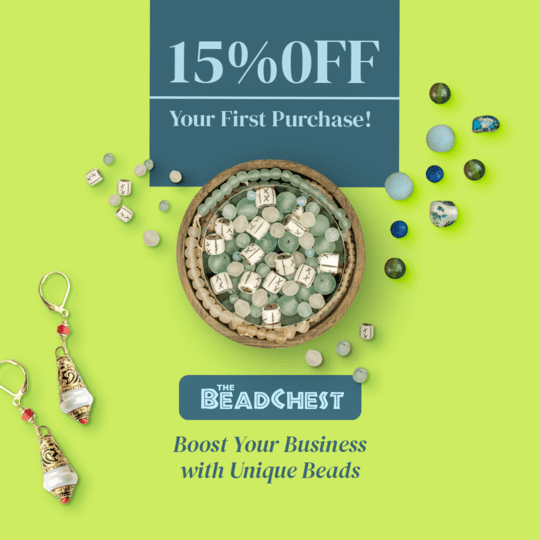 15% OFF
Your First Purchase!
THE
BEADCHEST
Boost Your Business
with Unique Beads